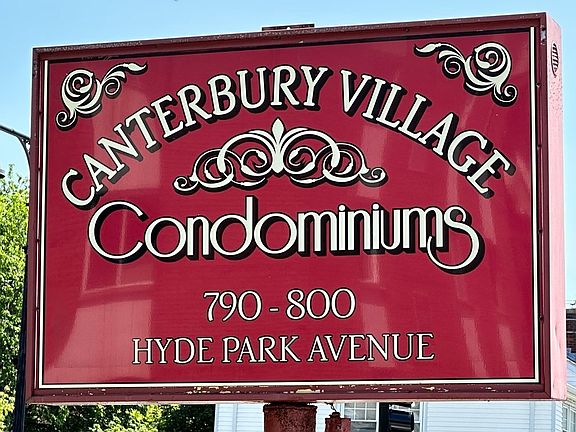 CANTERBURY VILLAGE
Condominiums
790 - 800
HYDE PARK AVENUE